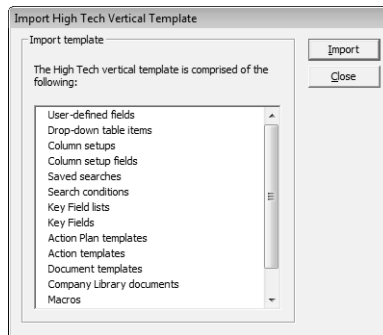 Import High Tech Vertical Template
Import template
The High Tech vertical template is comprised of the
following:
User-defined fields
Drop-down table items
Column setups
Column setup fields
Saved searches
Search conditions
Key Field lists
Key Fields
Action Plan templates
Action templates
Document templates
Company Library documents
Macros
Import
Close